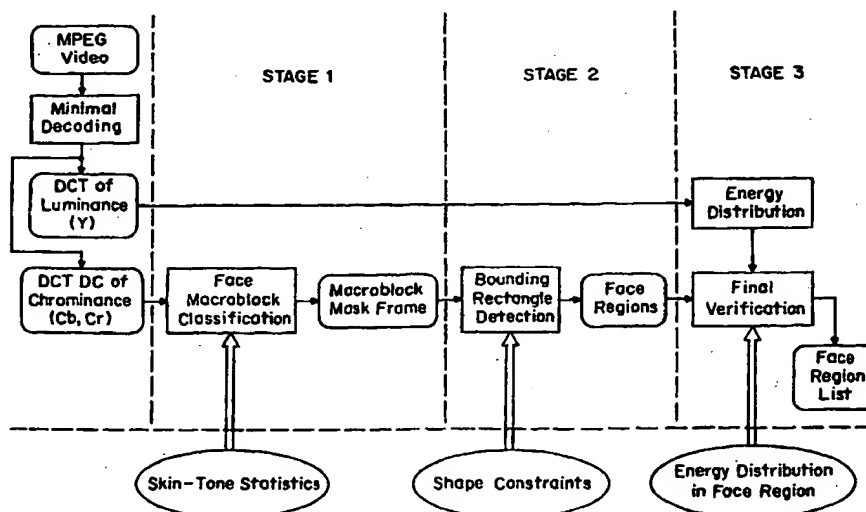 MPEG
Video
Minimal
Decoding
DCT of
Luminance
(Y)
DCT DC of
Chrominance
(Cb, Cr)
STAGE 1
Face
Macroblock
Classification
Macroblock
Mask Frame
Skin-Tone Statistics
STAGE 2
Bounding
Rectangle
Detection
Face
Regions
Shape Constraints
STAGE 3
Energy
Distribution
Final
Verification
Face
Region
List
Energy Distribution
in Face Region